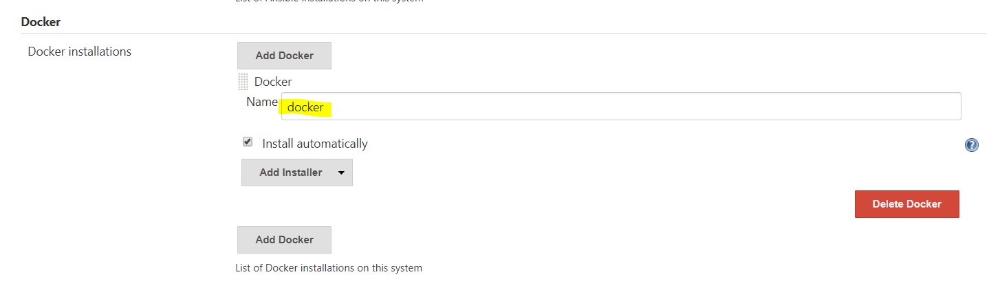 List of Ansible installations on this system
Docker
Docker installations
Add Docker
Docker
Name
docker
Install automatically
?
Add Installer
Delete Docker
Add Docker
List of Docker installations on this system